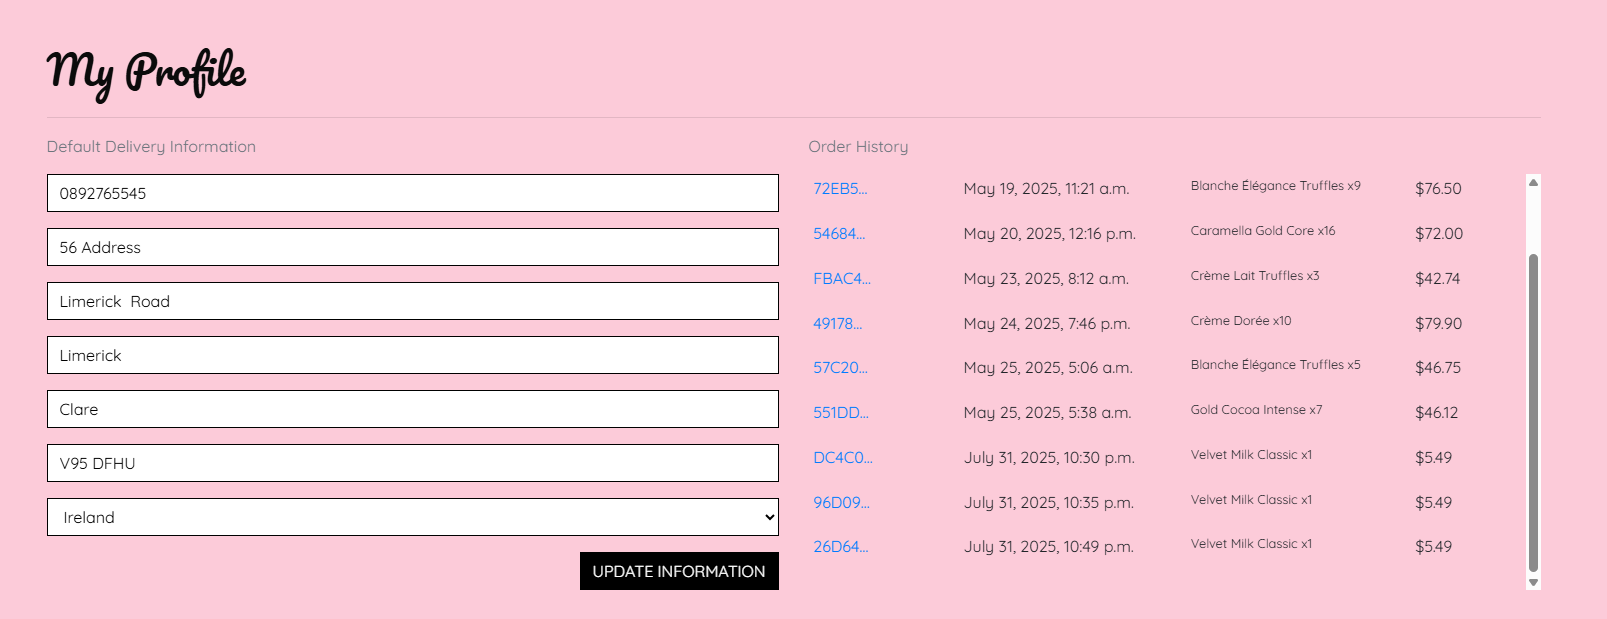 My Profile
Default Delivery Information
0892765545
56 Address
Limerick  Road
Limerick
Clare
V95 DFHU
Ireland
UPDATE INFORMATION
Order History
72EB5... May 19, 2025, 11:21 a.m. Blanche Élégance Truffles x9 $76.50
54684... May 20, 2025, 12:16 p.m. Caramella Gold Core x16 $72.00
FBAC4... May 23, 2025, 8:12 a.m. Crème Lait Truffles x3 $42.74
49178... May 24, 2025, 7:46 p.m. Crème Dorée x10 $79.90
57C20... May 25, 2025, 5:06 a.m. Blanche Élégance Truffles x5 $46.75
551DD... May 25, 2025, 5:38 a.m. Gold Cocoa Intense x7 $46.12
DC4C0... July 31, 2025, 10:30 p.m. Velvet Milk Classic x1 $5.49
96D09... July 31, 2025, 10:35 p.m. Velvet Milk Classic x1 $5.49
26D64... July 31, 2025, 10:49 p.m. Velvet Milk Classic x1 $5.49